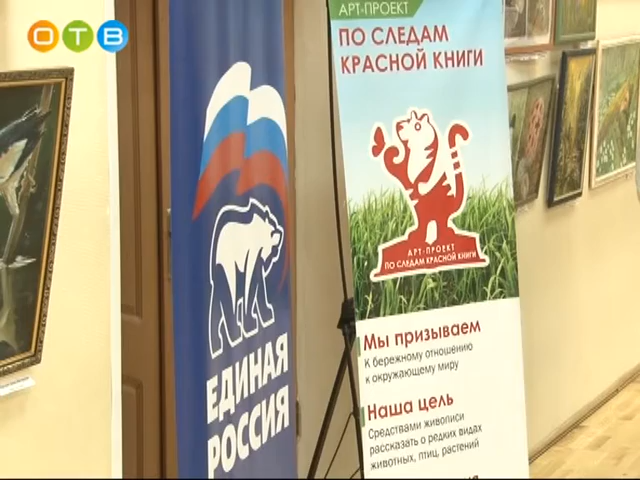 ОТВ
ЕДИНАЯ
РОССИЯ
АРТ-ПРОЕКТ
ПО СЛЕДАМ
КРАСНОЙ КНИГИ
АРТ-ПРОЕКТ
ПО СЛЕДАМ КРАСНОЙ КНИГИ
Мы призываем
К бережному отношению
к окружающему миру
Наша цель
Средствами живописи
рассказать о редких видах
животных, птиц, растений